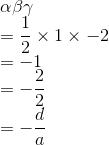 αβγ
= 1/2 × 1 × -2
= -1
= - 2/2
= - d/a